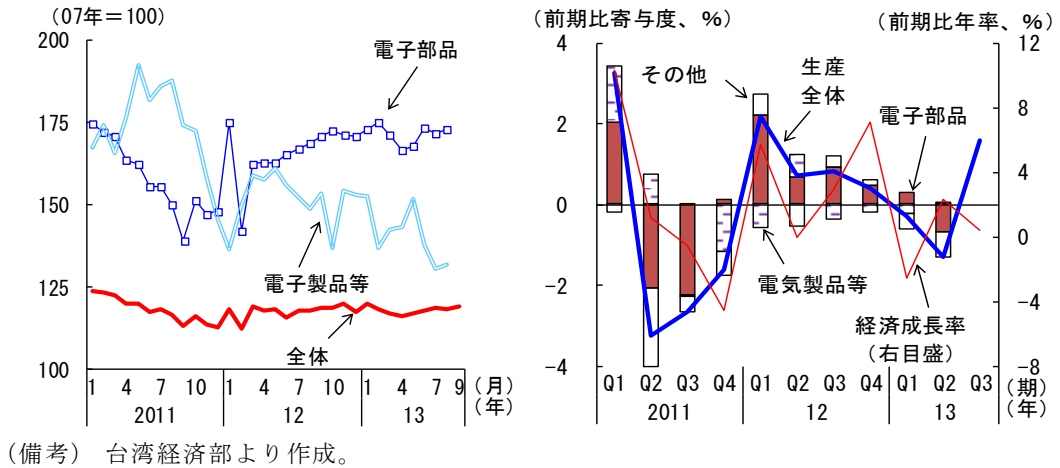 (07年＝100)
200
175
150
125
100
電子部品
電子製品等
全体
1 4 7 10 1 4 7 10 1 4 7 9 (月)
2011 12 13 (年)
(前期比寄与度、%) (前期比年率、%)
4
2
0
−2
−4
12
8
4
0
−4
−8
その他
生産
全体
電子部品
電気製品等
経済成長率
(右目盛)
Q1 Q2 Q3 Q4 Q1 Q2 Q3 Q4 Q1 Q2 Q3 (期)
2011 12 13 (年)
(備考) 台湾経済部より作成。